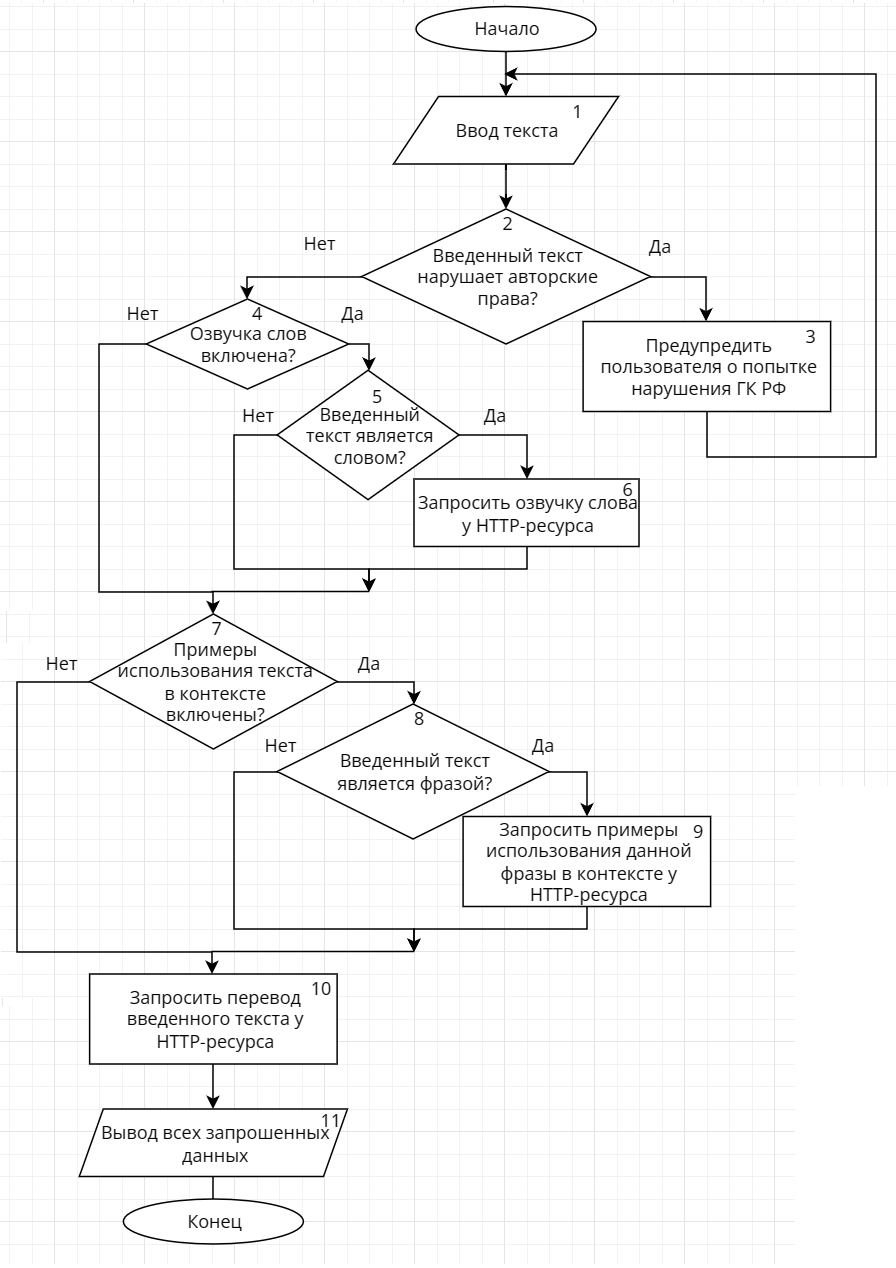 Начало
1
Ввод текста
2
Введенный текст
нарушает авторские
права?
Нет
Да
3
Предупредить
пользователя о попытке
нарушения ГК РФ
4
Озвучка слов
включена?
Нет
Да
5
Введенный
текст является
словом?
Нет
Да
6
Запросить озвучку слова
у HTTP-ресурса
7
Примеры
использования текста
в контексте
включены?
Нет
Да
8
Введенный текст
является фразой?
Нет
Да
9
Запросить примеры
использования данной
фразы в контексте у
HTTP-ресурса
10
Запросить перевод
введенного текста у
HTTP-ресурса
11
Вывод всех запрошенных
данных
Конец